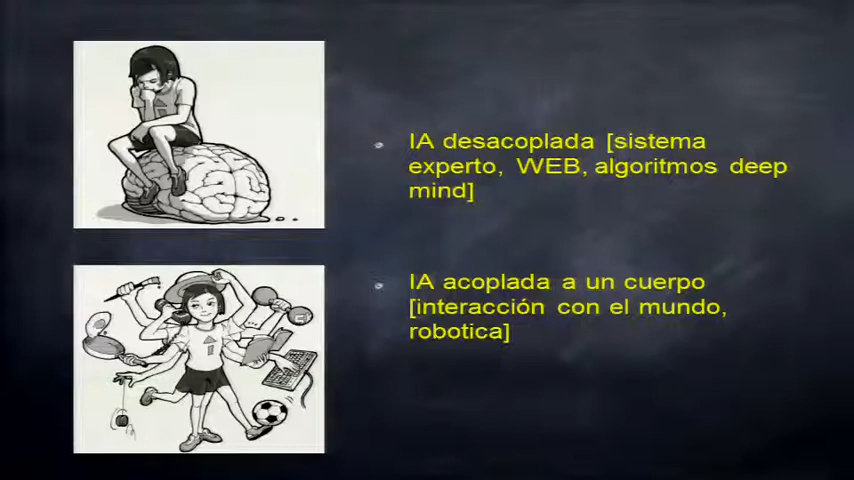 IA desacoplada [sistema
experto, WEB, algoritmos deep
mind]
IA acoplada a un cuerpo
[interacción con el mundo,
robotica]